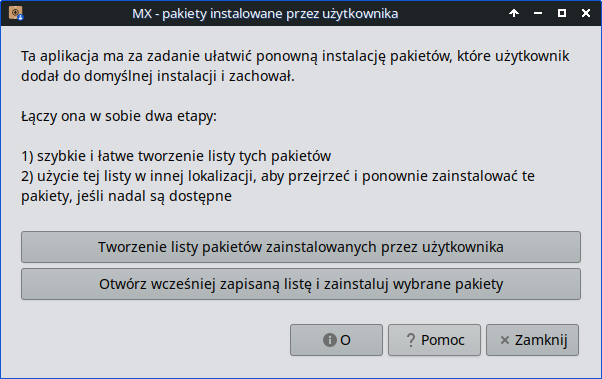 MX - pakiety instalowane przez użytkownika
Ta aplikacja ma za zadanie ułatwić ponowną instalację pakietów, które użytkownik
dodał do domyślnej instalacji i zachował.
Łączy ona w sobie dwa etapy:
1) szybkie i łatwe tworzenie listy tych pakietów
2) użycie tej listy w innej lokalizacji, aby przejrzeć i ponownie zainstalować te
pakiety, jeśli nadal są dostępne
Tworzenie listy pakietów zainstalowanych przez użytkownika
Otwórz wcześniej zapisaną listę i zainstaluj wybrane pakiety
O
Pomoc
Zamknij